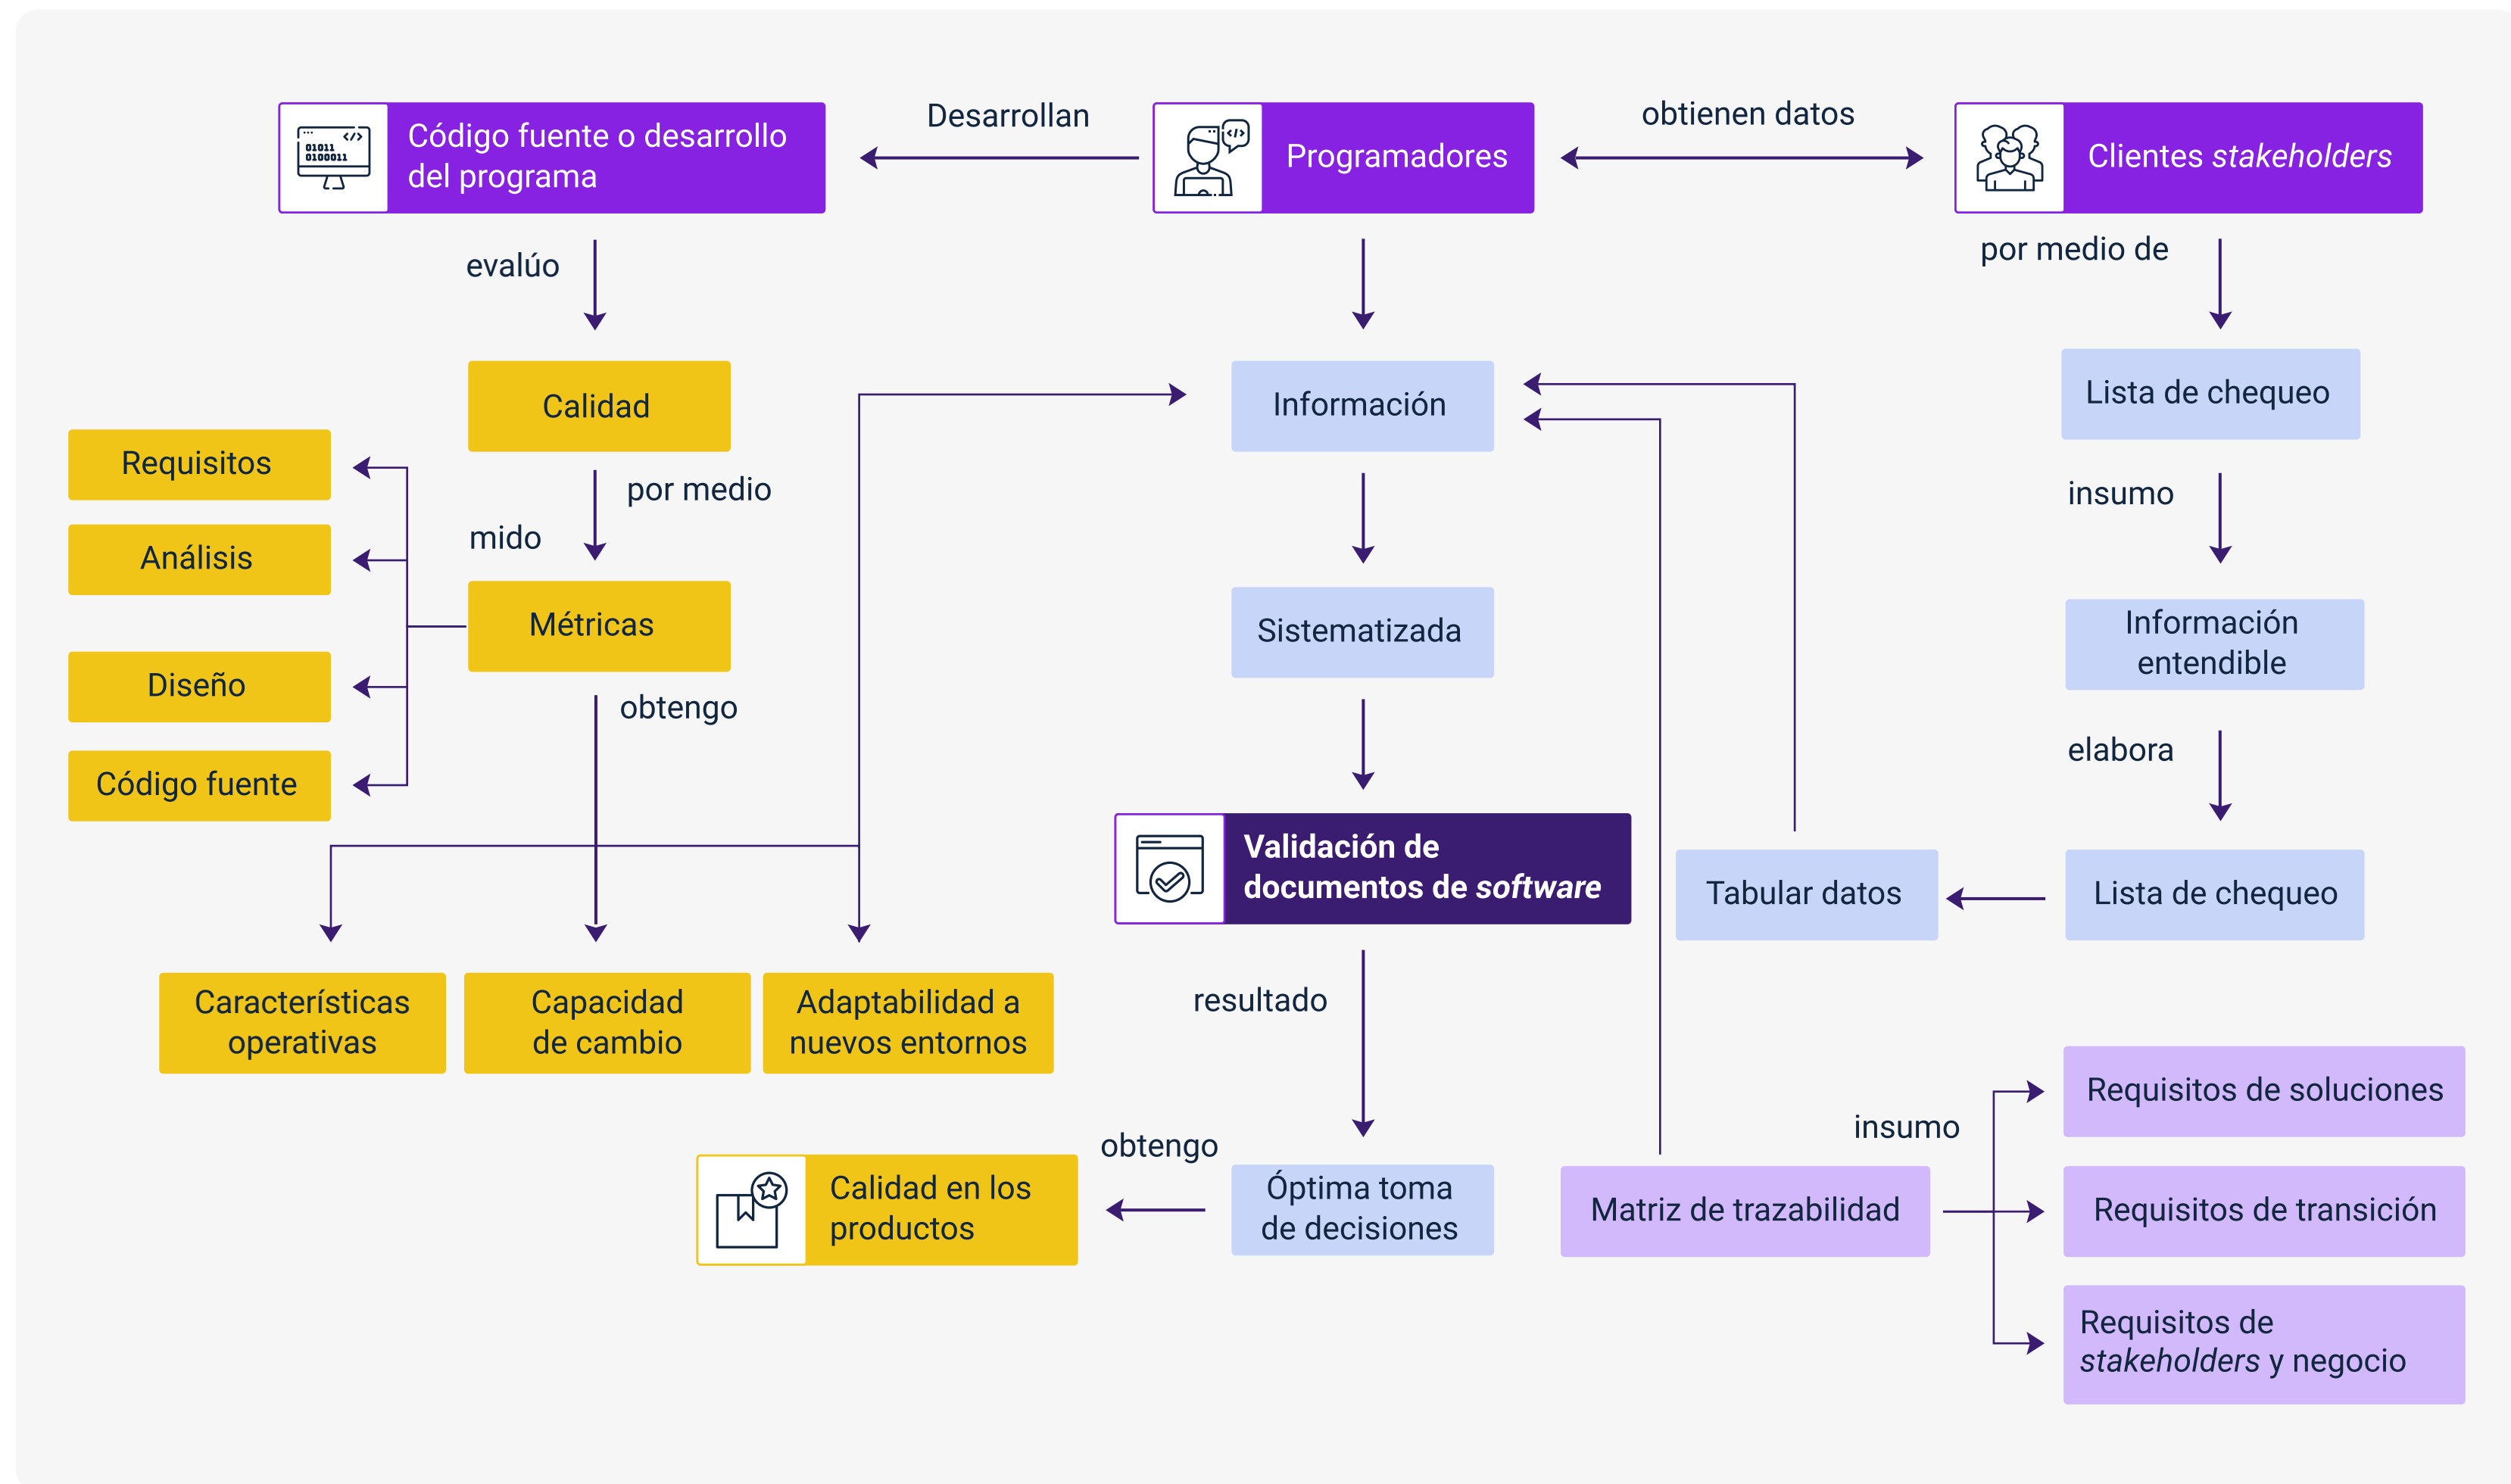 Código fuente o desarrollo
del programa
01011
0100011
Desarrollan
Programadores
obtienen datos
Clientes stakeholders
evalúo
por medio de
Calidad
Información
Lista de chequeo
Requisitos
por medio
insumo
mido
Análisis
Métricas
Sistematizada
Información
entendible
Diseño
obtengo
elabora
Código fuente
Validación de
documentos de software
Tabular datos
Lista de chequeo
Características
operativas
Capacidad
de cambio
Adaptabilidad a
nuevos entornos
resultado
Requisitos de soluciones
insumo
obtengo
Calidad en los
productos
Óptima toma
de decisiones
Matriz de trazabilidad
Requisitos de transición
Requisitos de
stakeholders y negocio